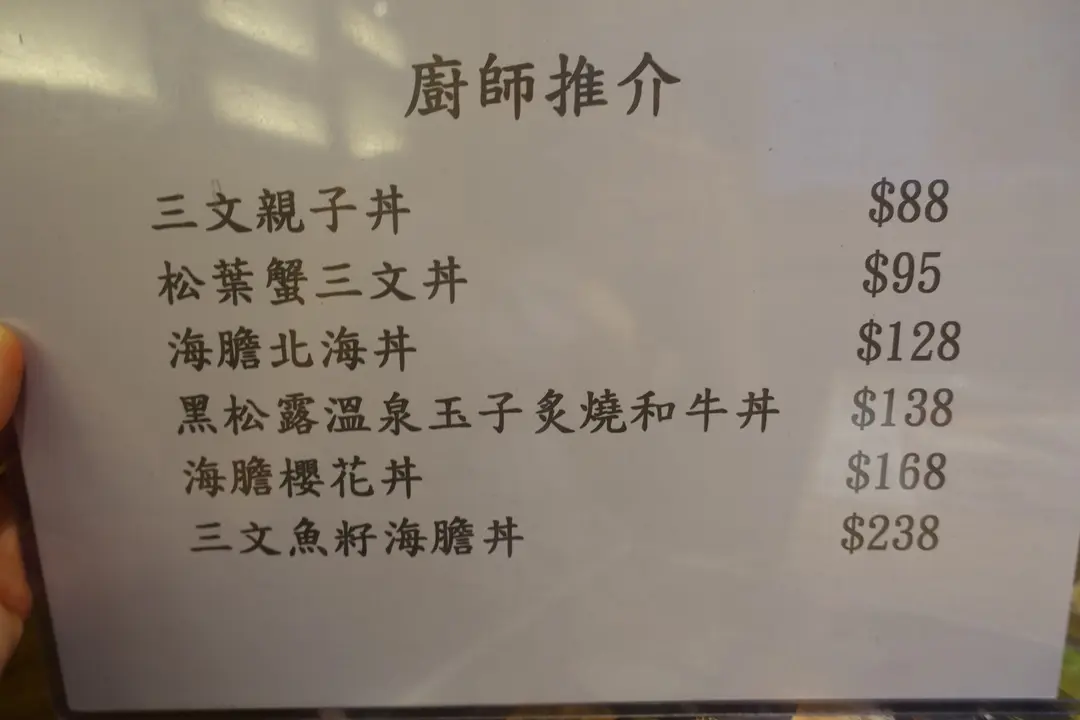 廚師推介
三文親子丼 $88
松葉蟹三文丼 $95
海膽北海丼 $128
黑松露溫泉玉子炙燒和牛丼 $138
海膽櫻花丼 $168
三文魚籽海膽丼 $238